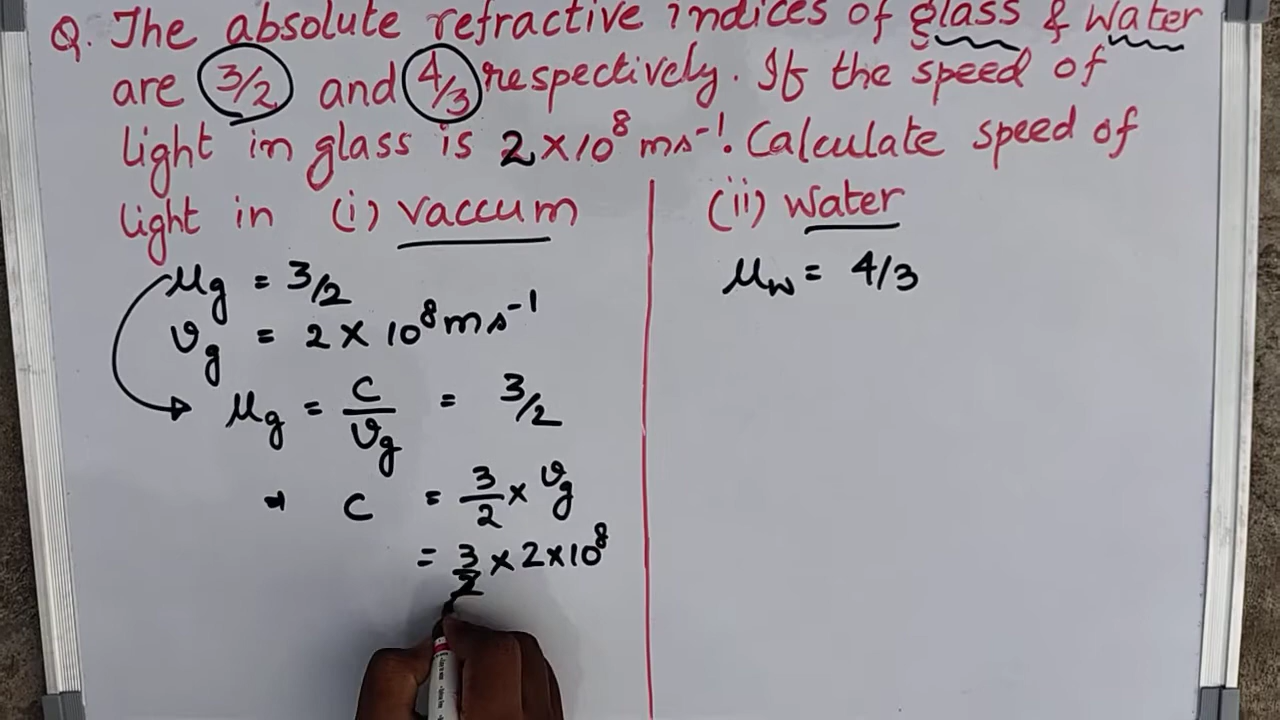 Q. The absolute refractive indices of glass & Water
are 3/2 and 4/3 respectively. If the speed of
light in glass is 2×10⁸ ms⁻¹. Calculate speed of
light in (i) vaccum
(ii) Water
μg = 3/2
vg = 2 × 10⁸ ms⁻¹
μg = c/vg = 3/2
⇒ c = 3/2 × vg
= 3/2 × 2×10⁸
μw = 4/3